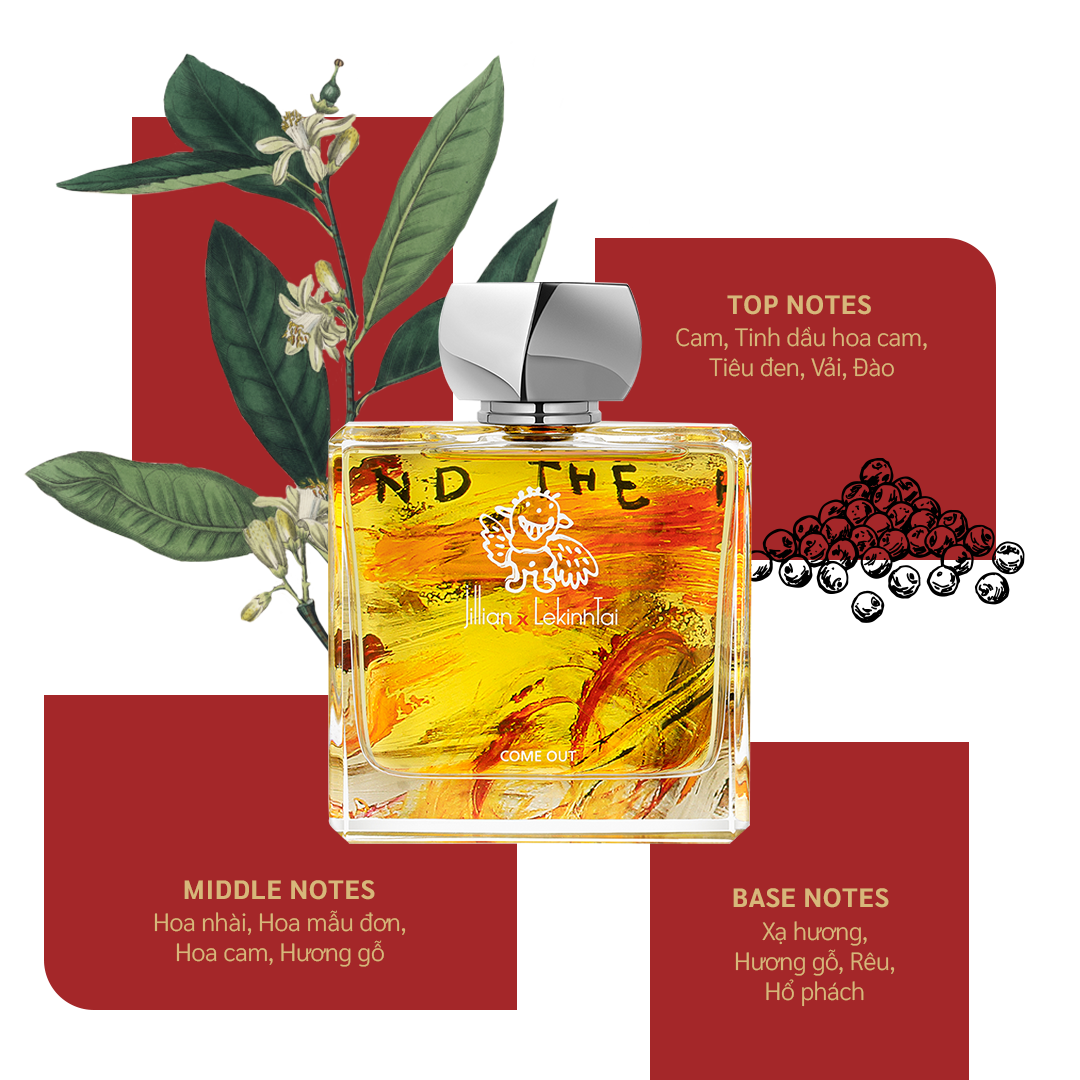 TOP NOTES
Cam, Tinh dầu hoa cam,
Tiêu đen, Vải, Đào
ND THE
Jillian x LekinhTai
COME OUT
MIDDLE NOTES
Hoa nhài, Hoa mẫu đơn,
Hoa cam, Hương gỗ
BASE NOTES
Xạ hương,
Hương gỗ, Rêu,
Hổ phách